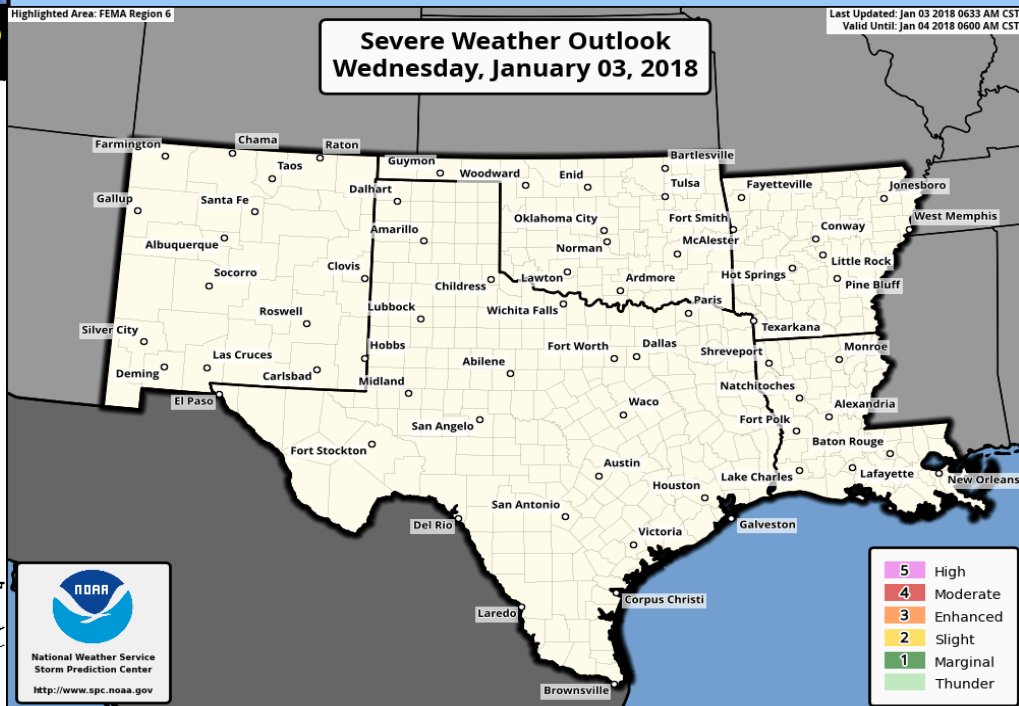 Highlighted Area: FEMA Region 6
Last Updated: Jan 03 2018 0633 AM CST
Valid Until: Jan 04 2018 0600 AM CST
Severe Weather Outlook
Wednesday, January 03, 2018
Farmington
Chama
Raton
Taos
Guymon
Woodward
Enid
Bartlesville
Tulsa
Fayetteville
Jonesboro
Gallup
Santa Fe
Dalhart
Oklahoma City
Fort Smith
West Memphis
Albuquerque
Amarillo
Norman
McAlester
Conway
Socorro
Clovis
Childress
Lawton
Ardmore
Hot Springs
Little Rock
Pine Bluff
Roswell
Lubbock
Wichita Falls
Paris
Texarkana
Silver City
Las Cruces
Hobbs
Abilene
Fort Worth
Dallas
Shreveport
Monroe
Deming
Carlsbad
Midland
Natchitoches
El Paso
San Angelo
Waco
Fort Polk
Alexandria
Fort Stockton
Baton Rouge
Austin
Lake Charles
Lafayette
New Orleans
Houston
San Antonio
Del Rio
Galveston
Victoria
Laredo
Corpus Christi
Brownsville
NOAA
National Weather Service
Storm Prediction Center
http://www.spc.noaa.gov
5 High
4 Moderate
3 Enhanced
2 Slight
1 Marginal
Thunder